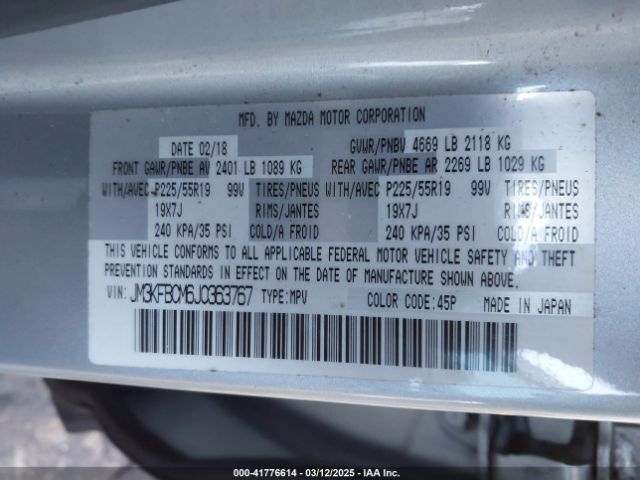 MFD. BY MAZDA MOTOR CORPORATION
DATE 02/18 GVWR/PNBV 4669 LB 2118 KG
FRONT GAWR/PNBE AV 2401 LB 1089 KG REAR GAWR/PNBE AR 2269 LB 1029 KG
WITH/AVEC P225/55R19 99V TIRES/PNEUS WITH/AVEC P225/55R19 99V TIRES/PNEUS
19X7J RIMS/JANTES 19X7J RIMS/JANTES
240 KPA/35 PSI COLD/A FROID 240 KPA/35 PSI COLD/A FROID
THIS VEHICLE CONFORMS TO ALL APPLICABLE FEDERAL MOTOR VEHICLE SAFETY AND THEFT
PREVENTION STANDARDS IN EFFECT ON THE DATE OF MANUFACTURE SHOWN ABOVE.
VIN: JM3KFBCM6J0363767 TYPE:MPV COLOR CODE:45P MADE IN JAPAN
000-41776614 - 03/12/2025 - IAA Inc.